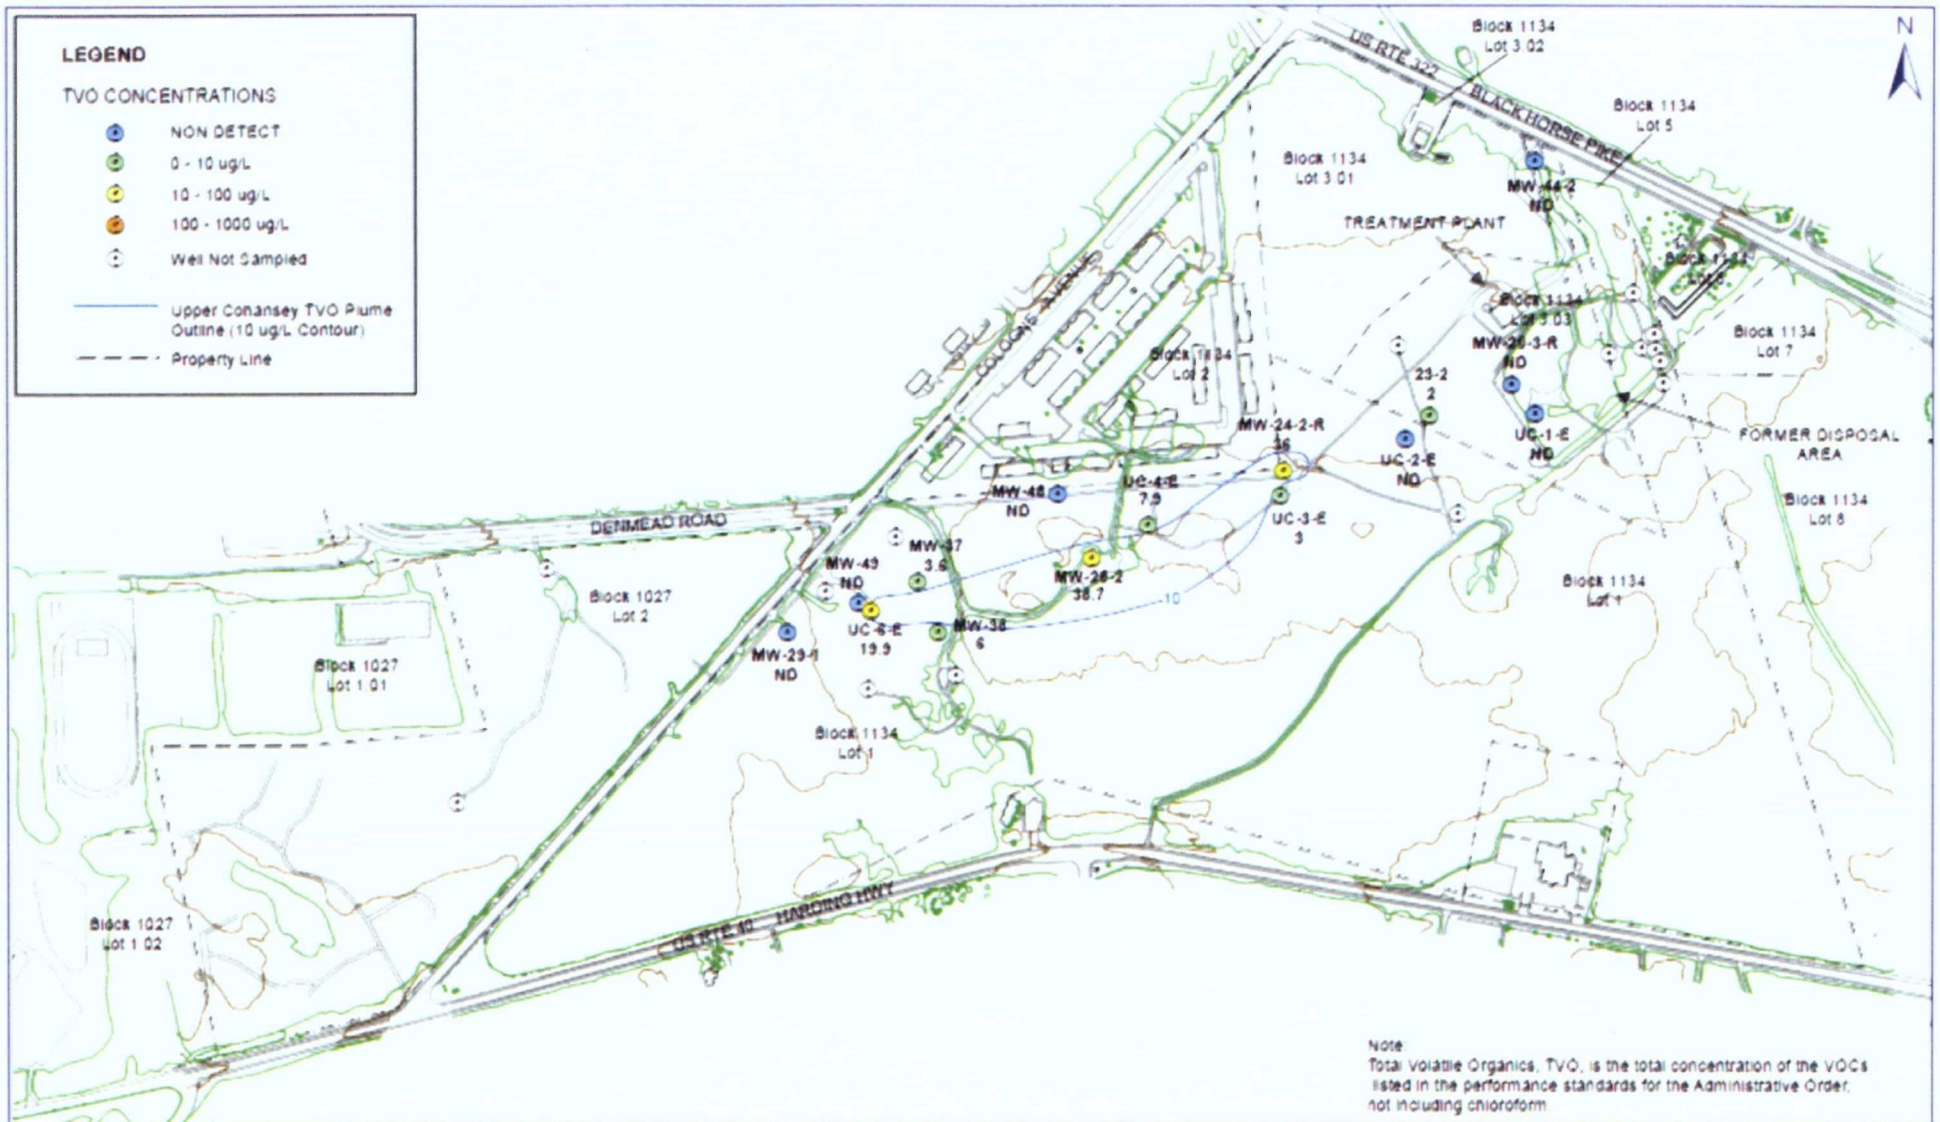 LEGEND
TVO CONCENTRATIONS
NON DETECT
0 - 10 ug/L
10 - 100 ug/L
100 - 1000 ug/L
Well Not Sampled
Upper Cohansey TVO Plume
Outline (10 ug/L Contour)
Property Line
N
Block 1134
Lot 3.02
US RTE 322
BLACK HORSE PIKE
Block 1134
Lot 5
Block 1134
Lot 3.01
MW-44-2
ND
TREATMENT PLANT
Block 1134
Block 1134
Lot 3.03
COLOGNE AVENUE
Block 1134
Lot 7
Block 1134
Lot 2
23-2
2
ND
MW-24-2-R
UC-1-E
ND
FORMER DISPOSAL
AREA
UC-2-E
ND
MW-48
ND
UC-4-E
7.9
UC-3-E
3
Block 1134
Lot 8
DENMEAD ROAD
MW-37
3.6
MW-49
ND
MW-26-2
38.7
10
Block 1134
Lot 1
Block 1027
Lot 2
19.9
6
MW-29-1
ND
Block 1027
Lot 1.01
Block 1134
Lot 1
US RTE 40
HARDING HWY
Block 1027
Lot 1.02
Note:
Total Volatile Organics, TVO, is the total concentration of the VOCs
listed in the performance standards for the Administrative Order,
not including chloroform.